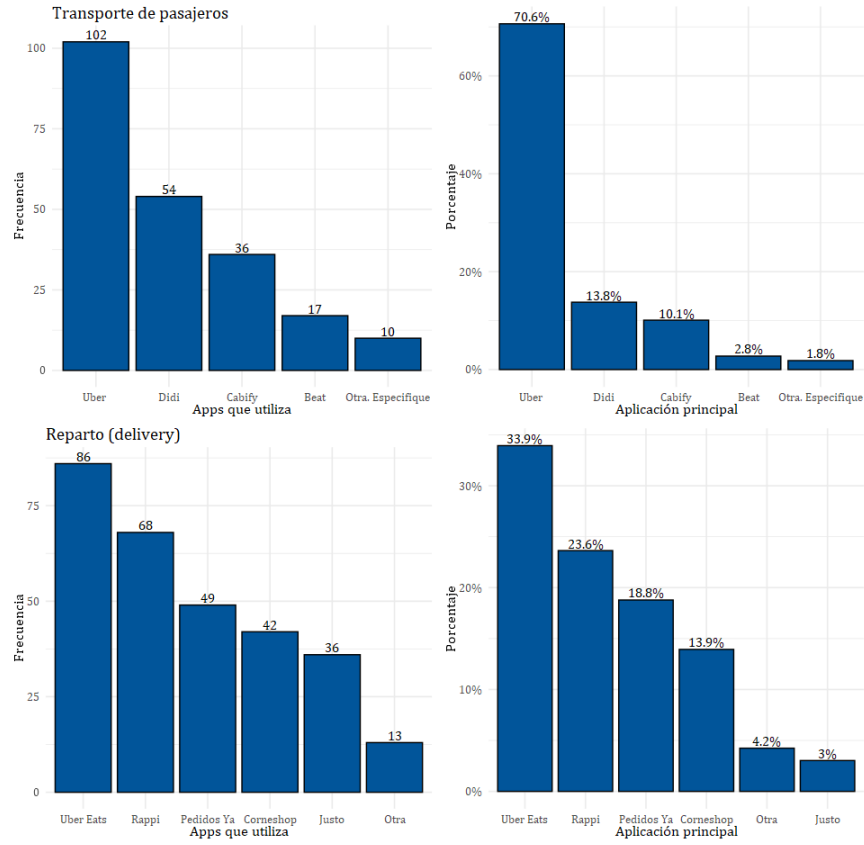 Transporte de pasajeros
102
54
36
17
10
100
75
50
25
0
Frecuencia
Uber Didi Cabify Beat Otra. Especifique
Apps que utiliza
70.6%
13.8%
10.1%
2.8%
1.8%
60%
40%
20%
0%
Porcentaje
Uber Didi Cabify Beat Otra. Especifique
Aplicación principal
Reparto (delivery)
86
68
49
42
36
13
75
50
25
0
Frecuencia
Uber Eats Rappi Pedidos Ya Corneshop Justo Otra
Apps que utiliza
33.9%
23.6%
18.8%
13.9%
4.2%
3%
30%
20%
10%
0%
Porcentaje
Uber Eats Rappi Pedidos Ya Corneshop Otra Justo
Aplicación principal